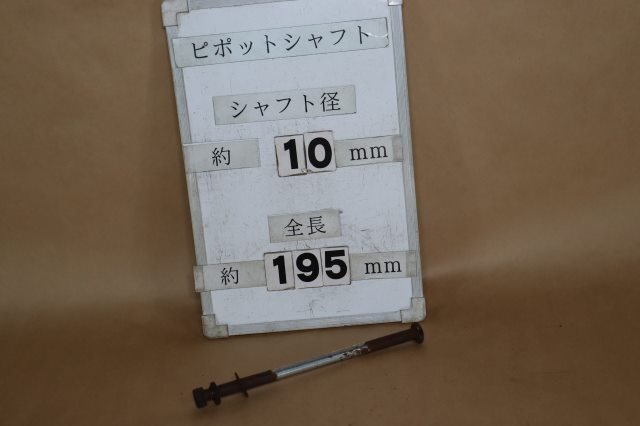 ピボットシャフト
シャフト径
約 10 mm
全長
約 195 mm